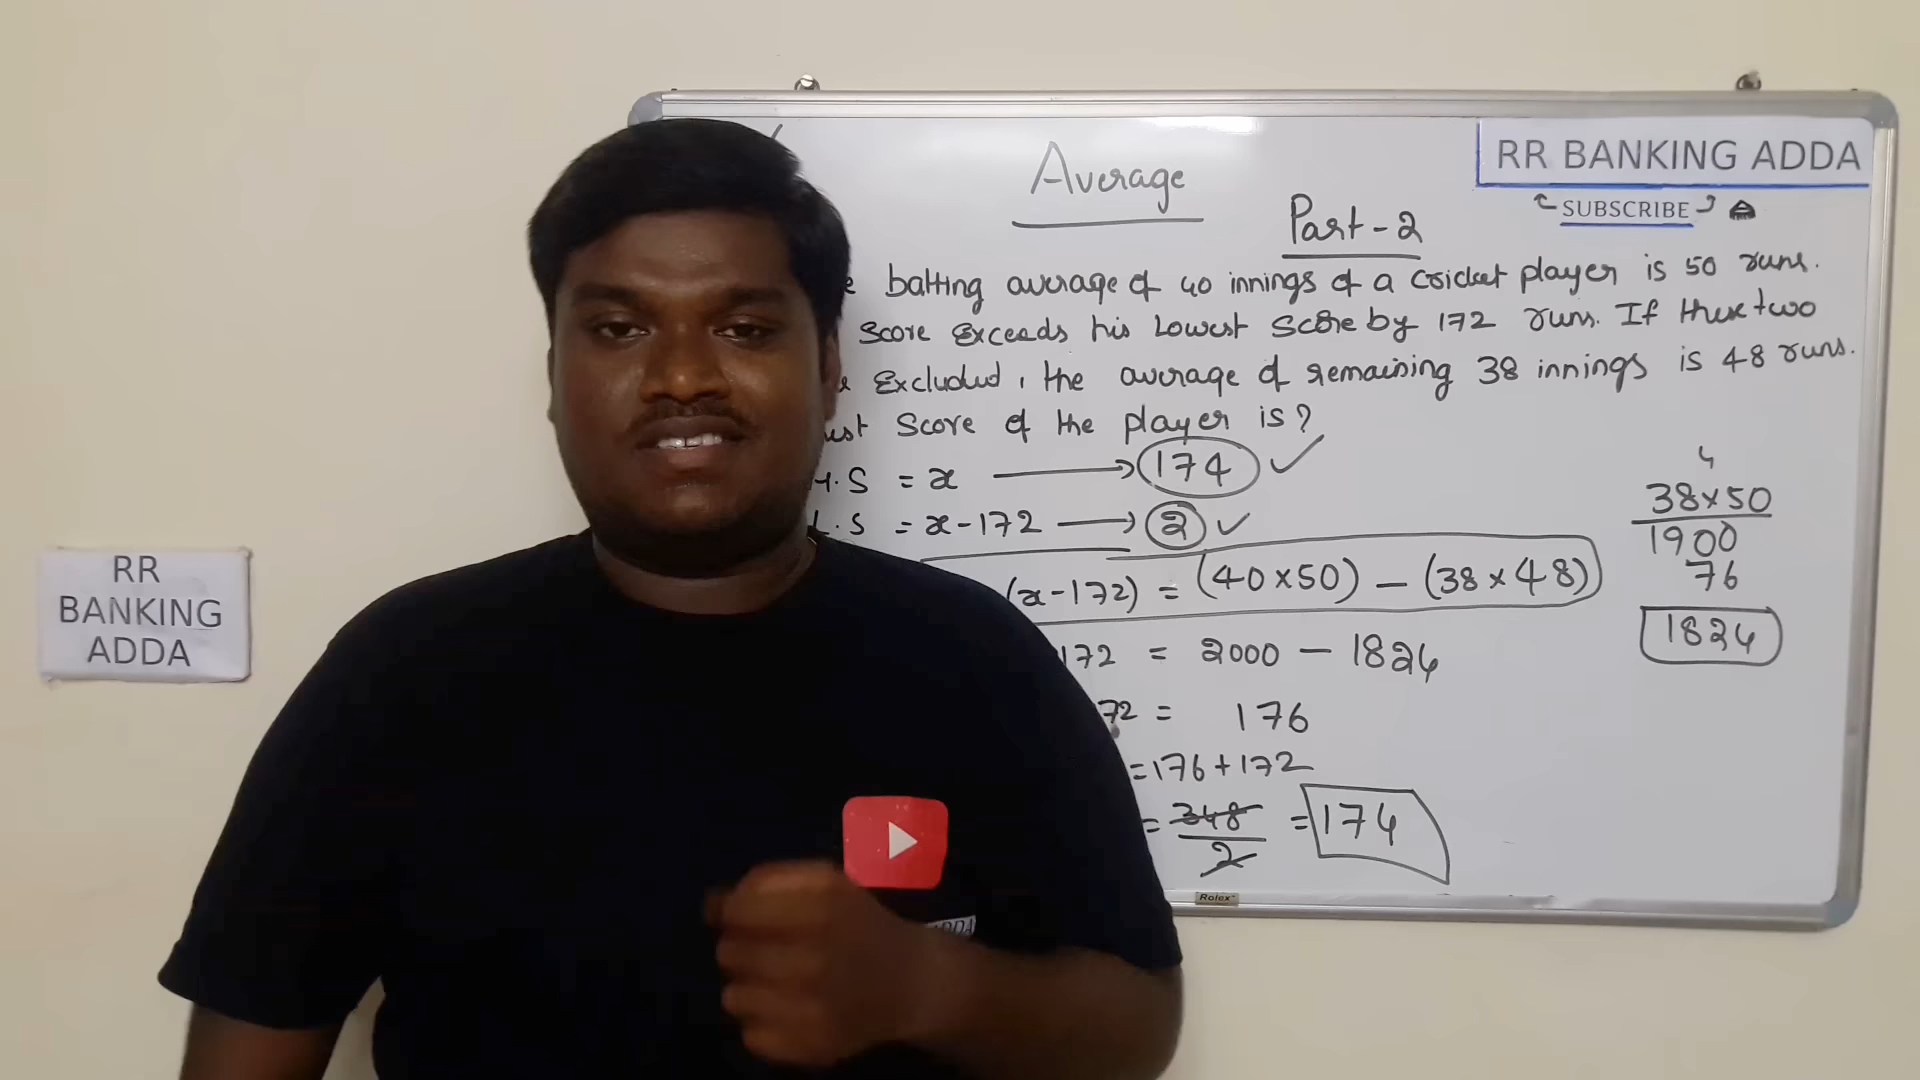 Average
RR BANKING ADDA
SUBSCRIBE
Part-2
batting average of 40 innings of a cricket player is 50 runs.
Score Exceeds his Lowest Score by 172 runs. If these two
Excluded, the average of remaining 38 innings is 48 runs.
Score of the player is?
H.S = x → 174 ✓
L.S = x-172 → 2 ✓
(x-172) = (40×50) - (38×48)
172 = 2000 - 1824
72 = 176
= 176+172
= 348/2 = 174
4
38×50
1900
76
1824
Rolex
RR
BANKING
ADDA
ADDA